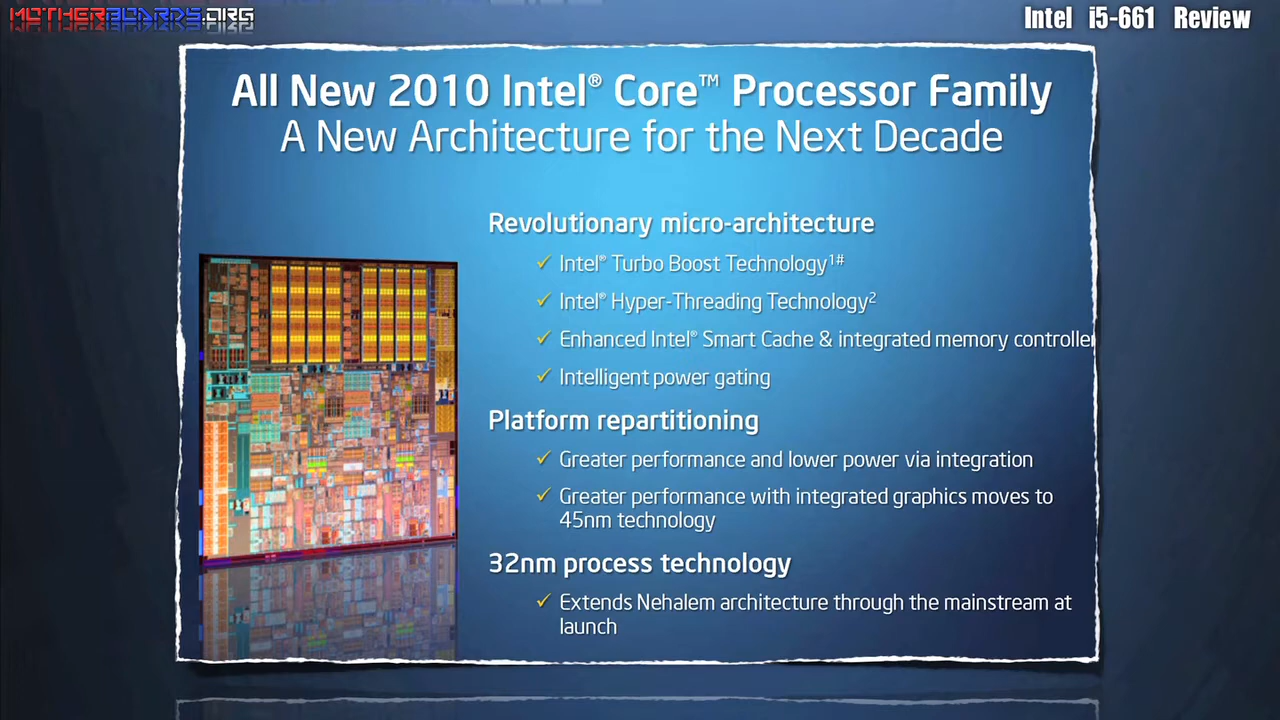 MOTHERBOARDS.ORG
Intel i5-661 Review
All New 2010 Intel® Core™ Processor Family
A New Architecture for the Next Decade
Revolutionary micro-architecture
✓ Intel® Turbo Boost Technology1#
✓ Intel® Hyper-Threading Technology2
✓ Enhanced Intel® Smart Cache & integrated memory controller
✓ Intelligent power gating
Platform repartitioning
✓ Greater performance and lower power via integration
✓ Greater performance with integrated graphics moves to
45nm technology
32nm process technology
✓ Extends Nehalem architecture through the mainstream at
launch